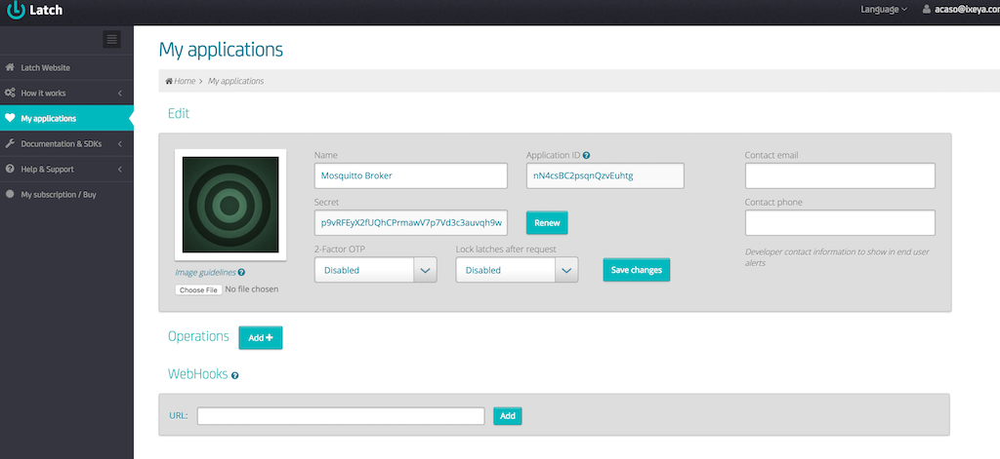 Latch
Language
acaso@ixeya.com
Latch Website
How it works
My applications
Documentation & SDKs
Help & Support
My subscription / Buy
My applications
Home > My applications
Edit
Image guidelines
Choose File No file chosen
Name
Mosquitto Broker
Application ID
nN4csBC2psqnQzvEuhtg
Secret
p9vRFEyX2fUQhCPrmawV7p7Vd3c3auvqh9w
Renew
2-Factor OTP
Disabled
Lock latches after request
Disabled
Save changes
Contact email
Contact phone
Developer contact information to show in end user
alerts
Operations
Add +
WebHooks
URL:
Add